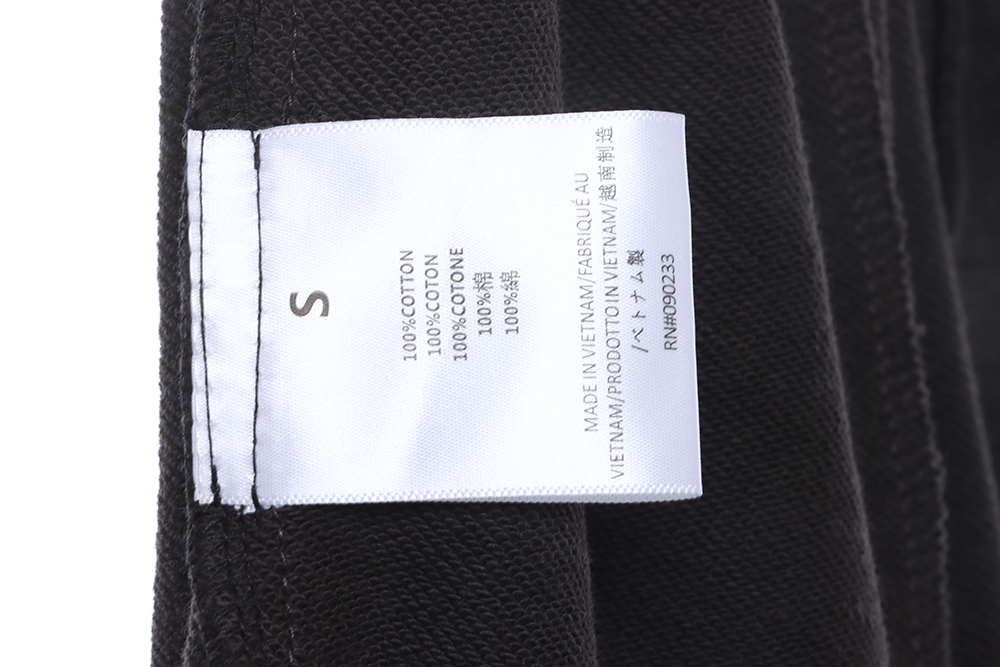 S
100%COTTON
100%COTON
100%COTONE
100%棉
100%綿
MADE IN VIETNAM/FABRIQUÉ AU
VIETNAM/PRODOTTO IN VIETNAM/越南制造
/ベトナム製
RN#090233